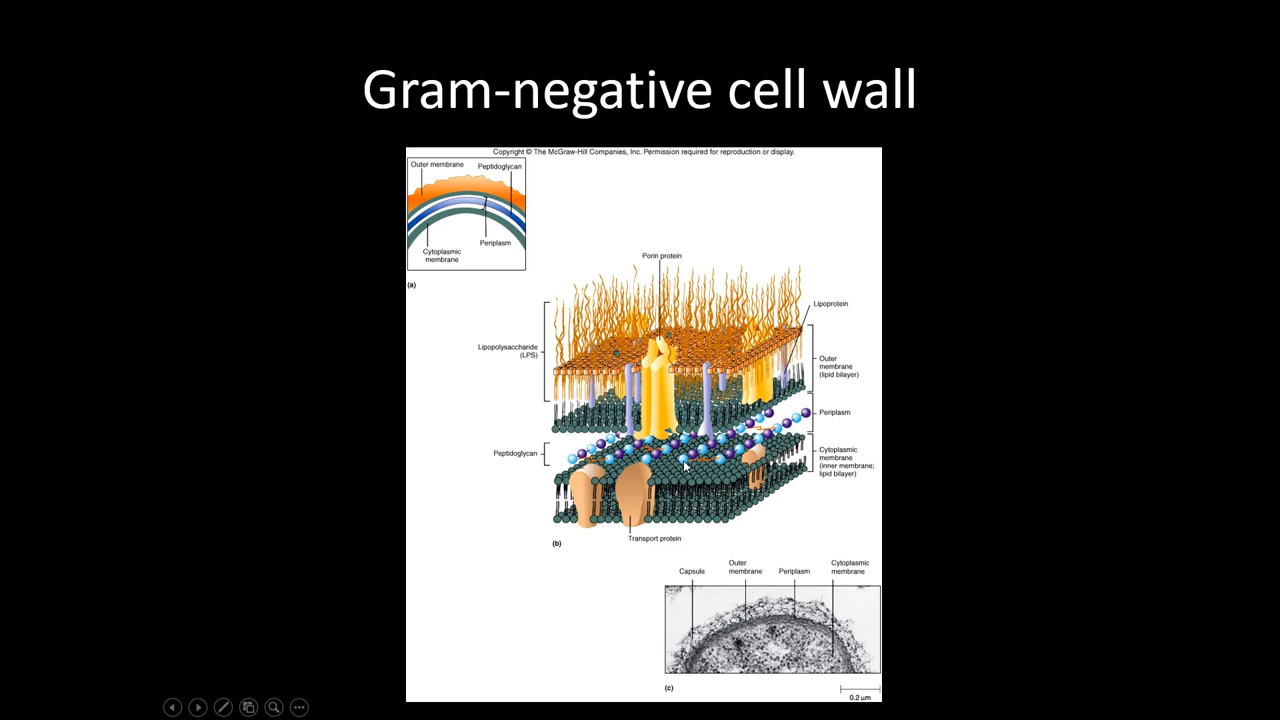 Gram-negative cell wall
Copyright © The McGraw-Hill Companies, Inc. Permission required for reproduction or display.
Outer membrane
Peptidoglycan
Periplasm
Cytoplasmic
membrane
(a)
Porin protein
Lipoprotein
Lipopolysaccharide
(LPS)
Outer
membrane
(lipid bilayer)
Periplasm
Peptidoglycan
Cytoplasmic
membrane
(inner membrane;
lipid bilayer)
Transport protein
(b)
Capsule
Outer
membrane
Periplasm
Cytoplasmic
membrane
(c)
0.2 µm